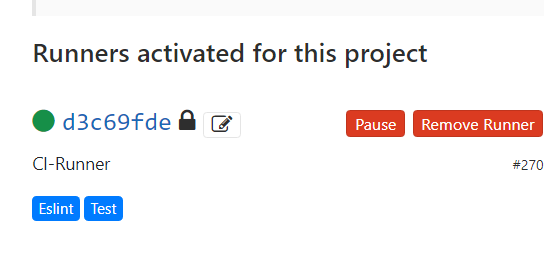 Runners activated for this project
d3c69fde Pause Remove Runner
CI-Runner #270
Eslint Test